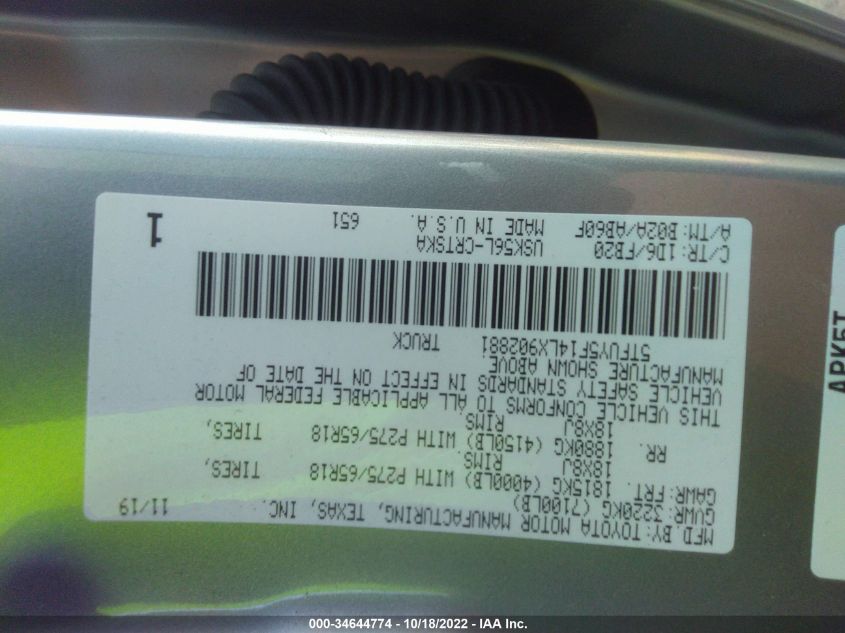 MFD.BY: TOYOTA MOTOR MANUFACTURING, TEXAS, INC. 11/19
GVWR: 3220KG (7100LB)
GAWR: FRT. 1815KG (4000LB) WITH P275/65R18 TIRES,
18X8J RIMS
RR. 1880KG (4150LB) WITH P275/65R18 TIRES,
18X8J RIMS
THIS VEHICLE CONFORMS TO ALL APPLICABLE FEDERAL MOTOR
VEHICLE SAFETY STANDARDS IN EFFECT ON THE DATE OF
MANUFACTURE SHOWN ABOVE
5TFUY5F14LX902881 TRUCK
C/TR: 1D6/FB20 USK56L-CRTSKA
A/TM: B02A/AB60F MADE IN U.S.A. 651
1
APK5T
000-34644774 - 10/18/2022 - IAA Inc.